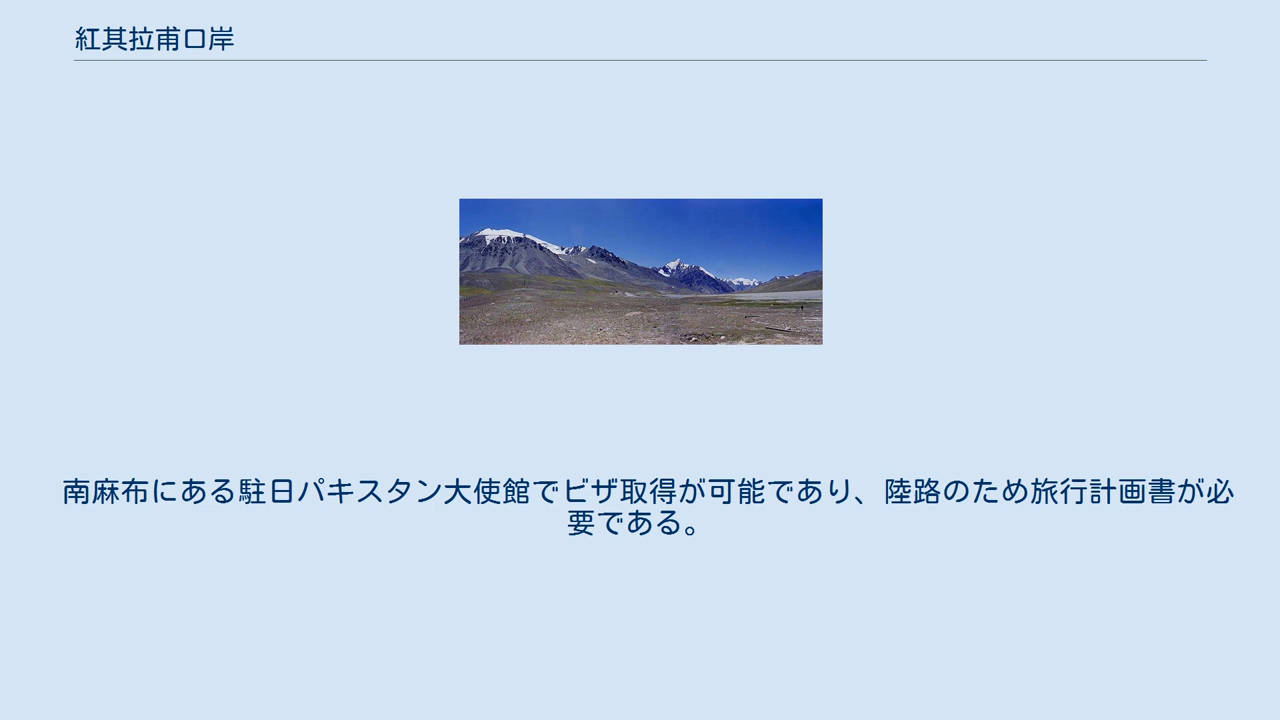 紅其拉甫口岸
南麻布にある駐日パキスタン大使館でビザ取得が可能であり、陸路のため旅行計画書が必
要である。